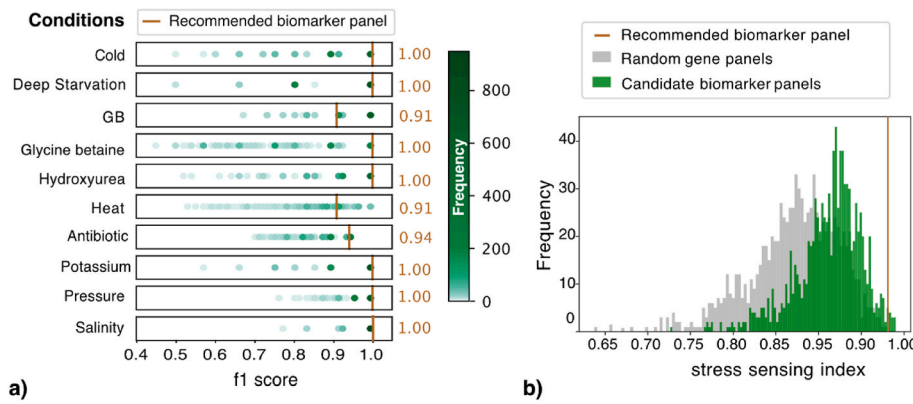 Conditions
Recommended biomarker panel
Cold 1.00
Deep Starvation 1.00
GB 0.91
Glycine betaine 1.00
Hydroxyurea 1.00
Heat 0.91
Antibiotic 0.94
Potassium 1.00
Pressure 1.00
Salinity 1.00
0.4 0.5 0.6 0.7 0.8 0.9 1.0
f1 score
a)
800
600
400
200
0
Frequency
Recommended biomarker panel
Random gene panels
Candidate biomarker panels
40
30
20
10
0
Frequency
0.65 0.70 0.75 0.80 0.85 0.90 0.95 1.00
stress sensing index
b)